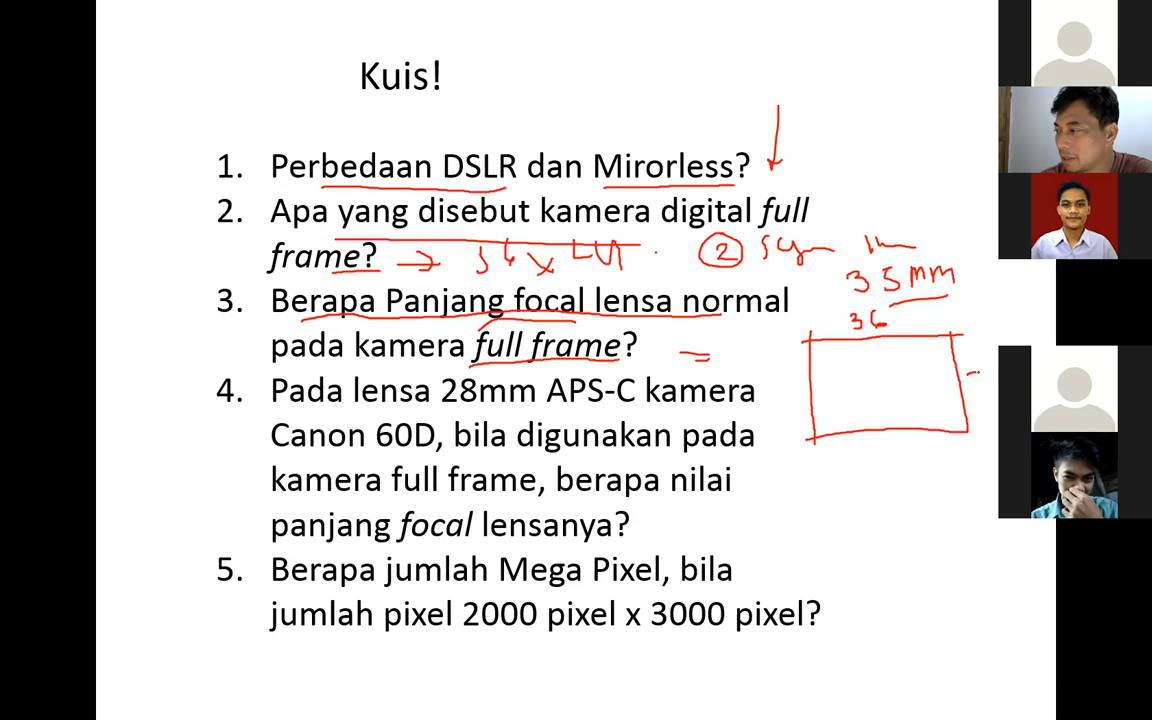 Kuis!
1. Perbedaan DSLR dan Mirorless?
2. Apa yang disebut kamera digital full
frame?
36 x 24
2
35mm
3. Berapa Panjang focal lensa normal
36
pada kamera full frame? =
4. Pada lensa 28mm APS-C kamera
Canon 60D, bila digunakan pada
kamera full frame, berapa nilai
panjang focal lensanya?
5. Berapa jumlah Mega Pixel, bila
jumlah pixel 2000 pixel x 3000 pixel?